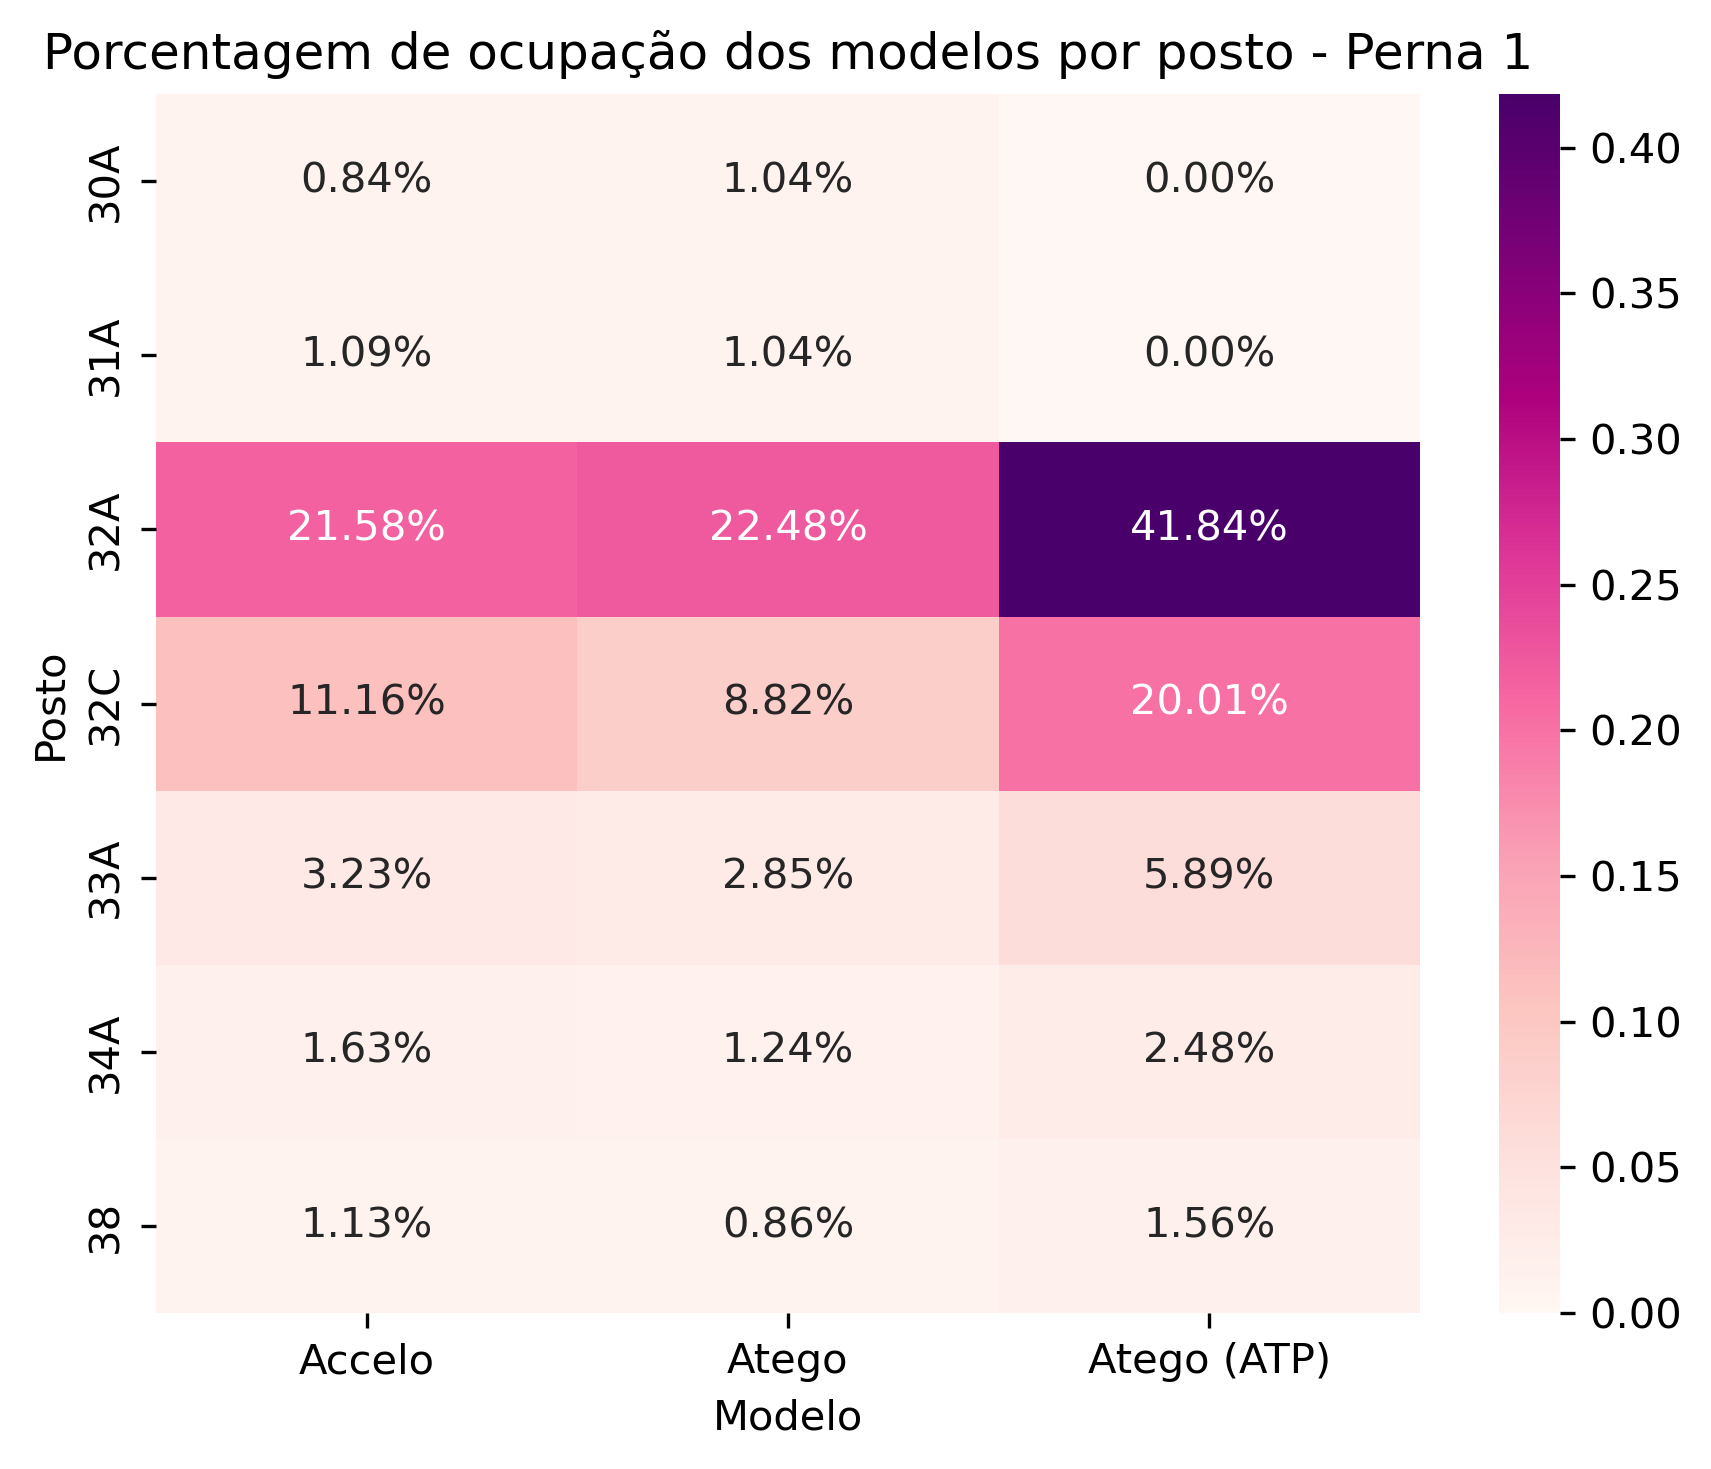 Porcentagem de ocupação dos modelos por posto - Perna 1
30A 0.84% 1.04% 0.00%
31A 1.09% 1.04% 0.00%
32A 21.58% 22.48% 41.84%
32C 11.16% 8.82% 20.01%
33A 3.23% 2.85% 5.89%
34A 1.63% 1.24% 2.48%
38 1.13% 0.86% 1.56%
Posto
Accelo Atego Atego (ATP)
Modelo
0.40
0.35
0.30
0.25
0.20
0.15
0.10
0.05
0.00